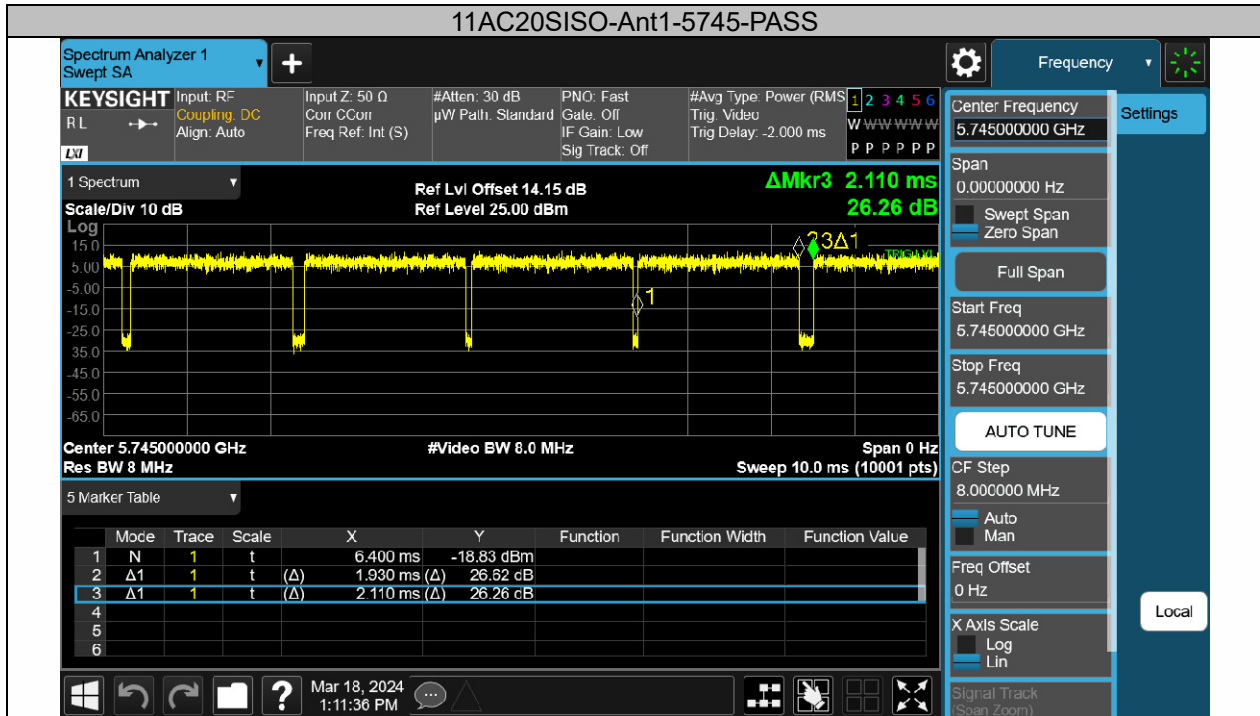 11AC20SISO-Ant1-5745-PASS
Spectrum Analyzer 1
Swept SA
Frequency
KEYSIGHT
RL
LXI
Input: RF
Coupling: DC
Align: Auto
Input Z: 50 Ω
Corr CCorr
Freq Ref: Int (S)
#Atten: 30 dB
µW Path: Standard
PNO: Fast
Gate: Off
IF Gain: Low
Sig Track: Off
#Avg Type: Power (RMS
Trig: Video
Trig Delay: -2.000 ms
1 2 3 4 5 6
W W W W W W
P P P P P P
1 Spectrum
Scale/Div 10 dB
Ref Lvl Offset 14.15 dB
Ref Level 25.00 dBm
ΔMkr3 2.110 ms
26.26 dB
Log
15.0
5.00
-5.00
-15.0
-25.0
-35.0
-45.0
-55.0
-65.0
3Δ1
1
TRIG LVL
Center 5.745000000 GHz
Res BW 8 MHz
#Video BW 8.0 MHz
Span 0 Hz
Sweep 10.0 ms (10001 pts)
5 Marker Table
Mode Trace Scale X Y Function Function Width Function Value
1 N 1 t 6.400 ms -18.83 dBm
2 Δ1 1 t (Δ) 1.930 ms (Δ) 26.62 dB
3 Δ1 1 t (Δ) 2.110 ms (Δ) 26.26 dB
4
5
6
Mar 18, 2024
1:11:36 PM
Center Frequency
5.745000000 GHz
Span
0.00000000 Hz
Swept Span
Zero Span
Full Span
Start Freq
5.745000000 GHz
Stop Freq
5.745000000 GHz
AUTO TUNE
CF Step
8.000000 MHz
Auto
Man
Freq Offset
0 Hz
X Axis Scale
Log
Lin
Signal Track
(Span Zoom)
Settings
Local